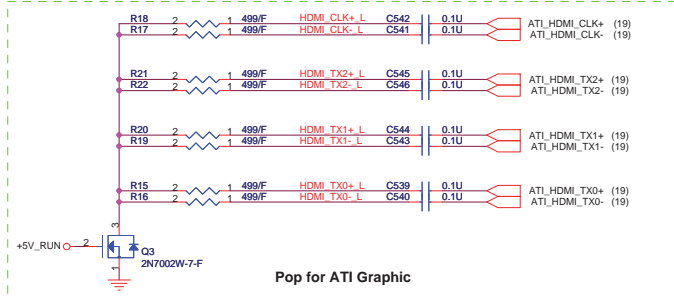 R18 2 1 499/F HDMI_CLK+_L C542 0.1U ATI_HDMI_CLK+ (19)
R17 2 1 499/F HDMI_CLK-_L C541 0.1U ATI_HDMI_CLK- (19)
R21 2 1 499/F HDMI_TX2+_L C545 0.1U ATI_HDMI_TX2+ (19)
R22 2 1 499/F HDMI_TX2-_L C546 0.1U ATI_HDMI_TX2- (19)
R20 2 1 499/F HDMI_TX1+_L C544 0.1U ATI_HDMI_TX1+ (19)
R19 2 1 499/F HDMI_TX1-_L C543 0.1U ATI_HDMI_TX1- (19)
R15 2 1 499/F HDMI_TX0+_L C539 0.1U ATI_HDMI_TX0+ (19)
R16 2 1 499/F HDMI_TX0-_L C540 0.1U ATI_HDMI_TX0- (19)
3
+5V_RUN 2 Q3
2N7002W-7-F
1
Pop for ATI Graphic